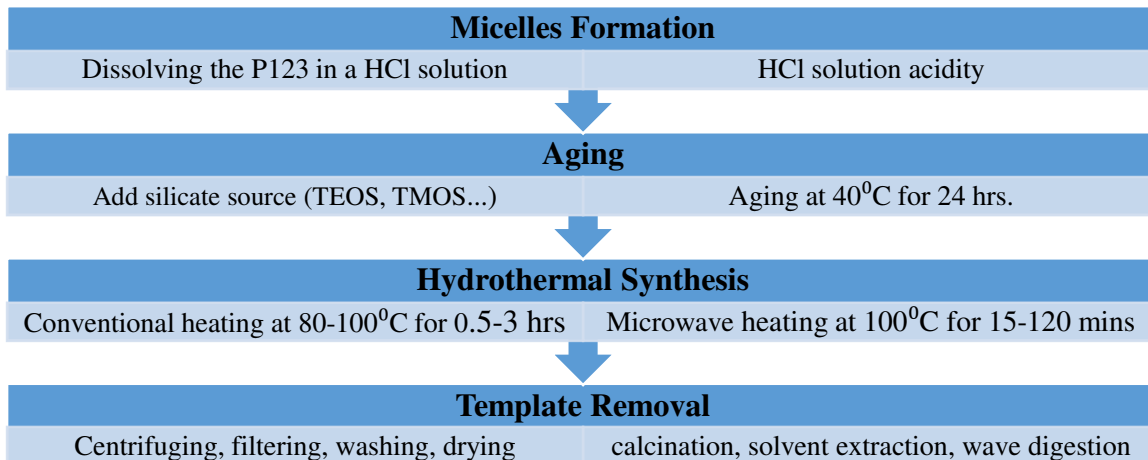 Micelles Formation
Dissolving the P123 in a HCl solution
HCl solution acidity
Aging
Add silicate source (TEOS, TMOS...)
Aging at 40⁰C for 24 hrs.
Hydrothermal Synthesis
Conventional heating at 80-100⁰C for 0.5-3 hrs
Microwave heating at 100⁰C for 15-120 mins
Template Removal
Centrifuging, filtering, washing, drying
calcination, solvent extraction, wave digestion